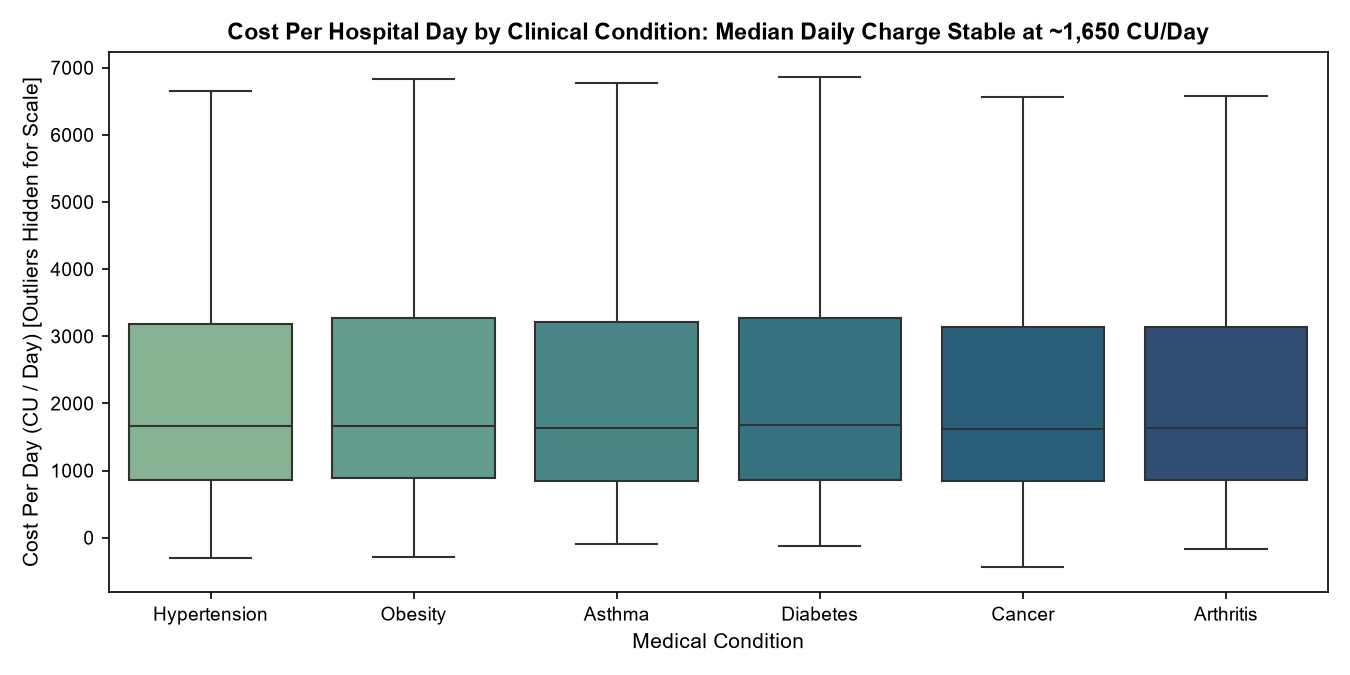 Cost Per Hospital Day by Clinical Condition: Median Daily Charge Stable at ~1,650 CU/Day
Cost Per Day (CU / Day) [Outliers Hidden for Scale]
7000
6000
5000
4000
3000
2000
1000
0
Hypertension
Obesity
Asthma
Diabetes
Cancer
Arthritis
Medical Condition